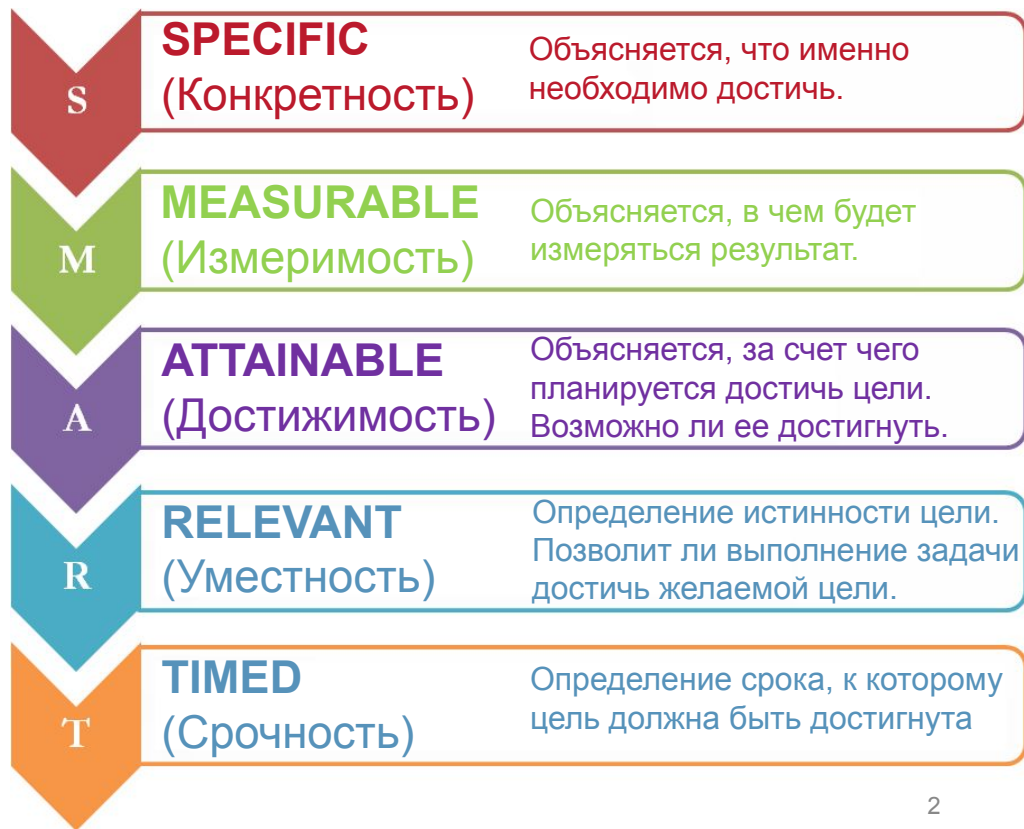 S
SPECIFIC
(Конкретность)
Объясняется, что именно
необходимо достичь.
M
MEASURABLE
(Измеримость)
Объясняется, в чем будет
измеряться результат.
A
ATTAINABLE
(Достижимость)
Объясняется, за счет чего
планируется достичь цели.
Возможно ли ее достигнуть.
R
RELEVANT
(Уместность)
Определение истинности цели.
Позволит ли выполнение задачи
достичь желаемой цели.
T
TIMED
(Срочность)
Определение срока, к которому
цель должна быть достигнута
2